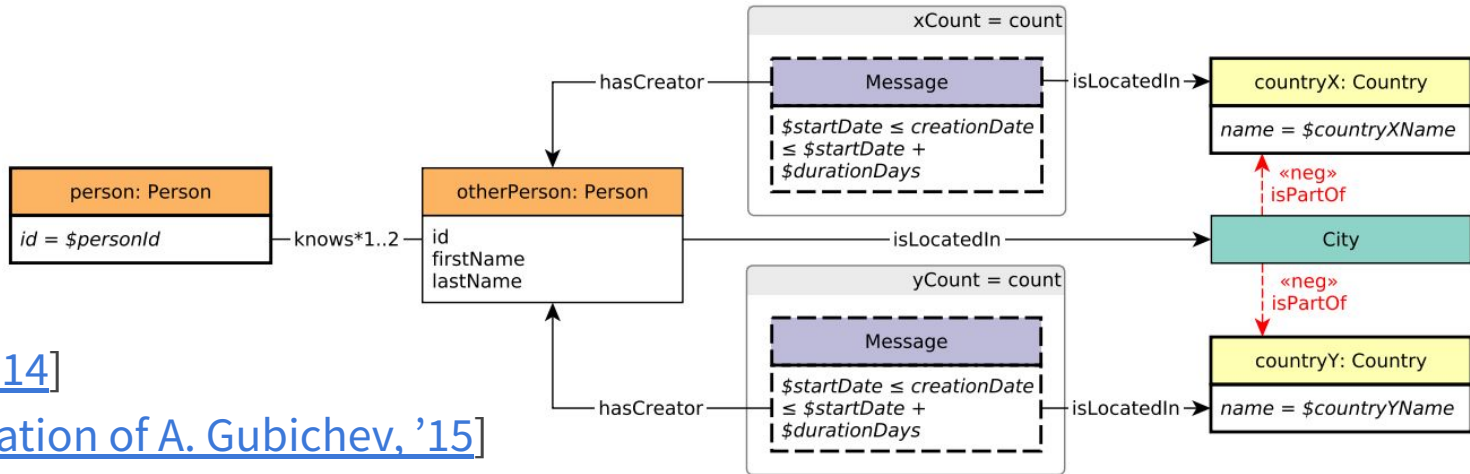 xCount = count
hasCreator
Message
isLocatedIn
countryX: Country
$startDate ≤ creationDate
≤ $startDate +
$durationDays
name = $countryXName
person: Person
id = $personId
knows*1..2
otherPerson: Person
id
firstName
lastName
«neg»
isPartOf
isLocatedIn
City
«neg»
isPartOf
yCount = count
hasCreator
Message
isLocatedIn
countryY: Country
$startDate ≤ creationDate
≤ $startDate +
$durationDays
name = $countryYName
14]
ation of A. Gubichev, ’15]